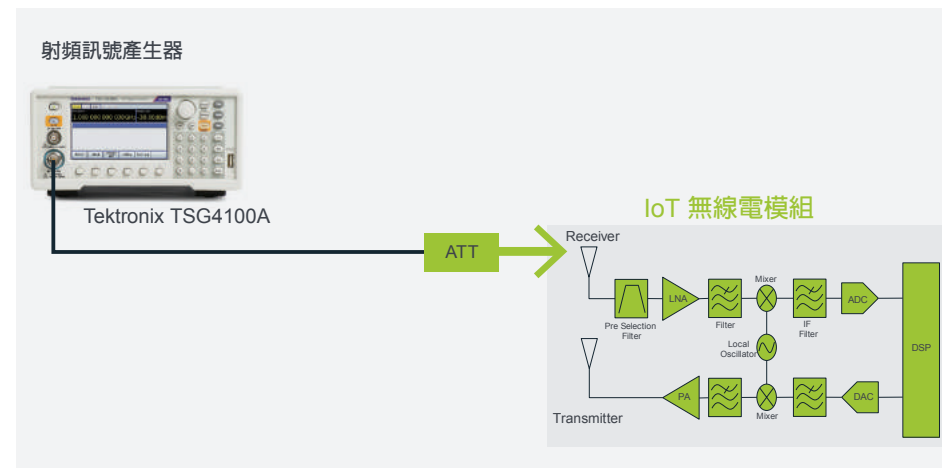 射頻訊號產生器
Tektronix TSG4100A
ATT
IoT 無線電模組
Receiver
Pre Selection
Filter
LNA
Filter
Mixer
IF
Filter
ADC
Local
Oscillator
DSP
Transmitter
PA
Mixer
DAC